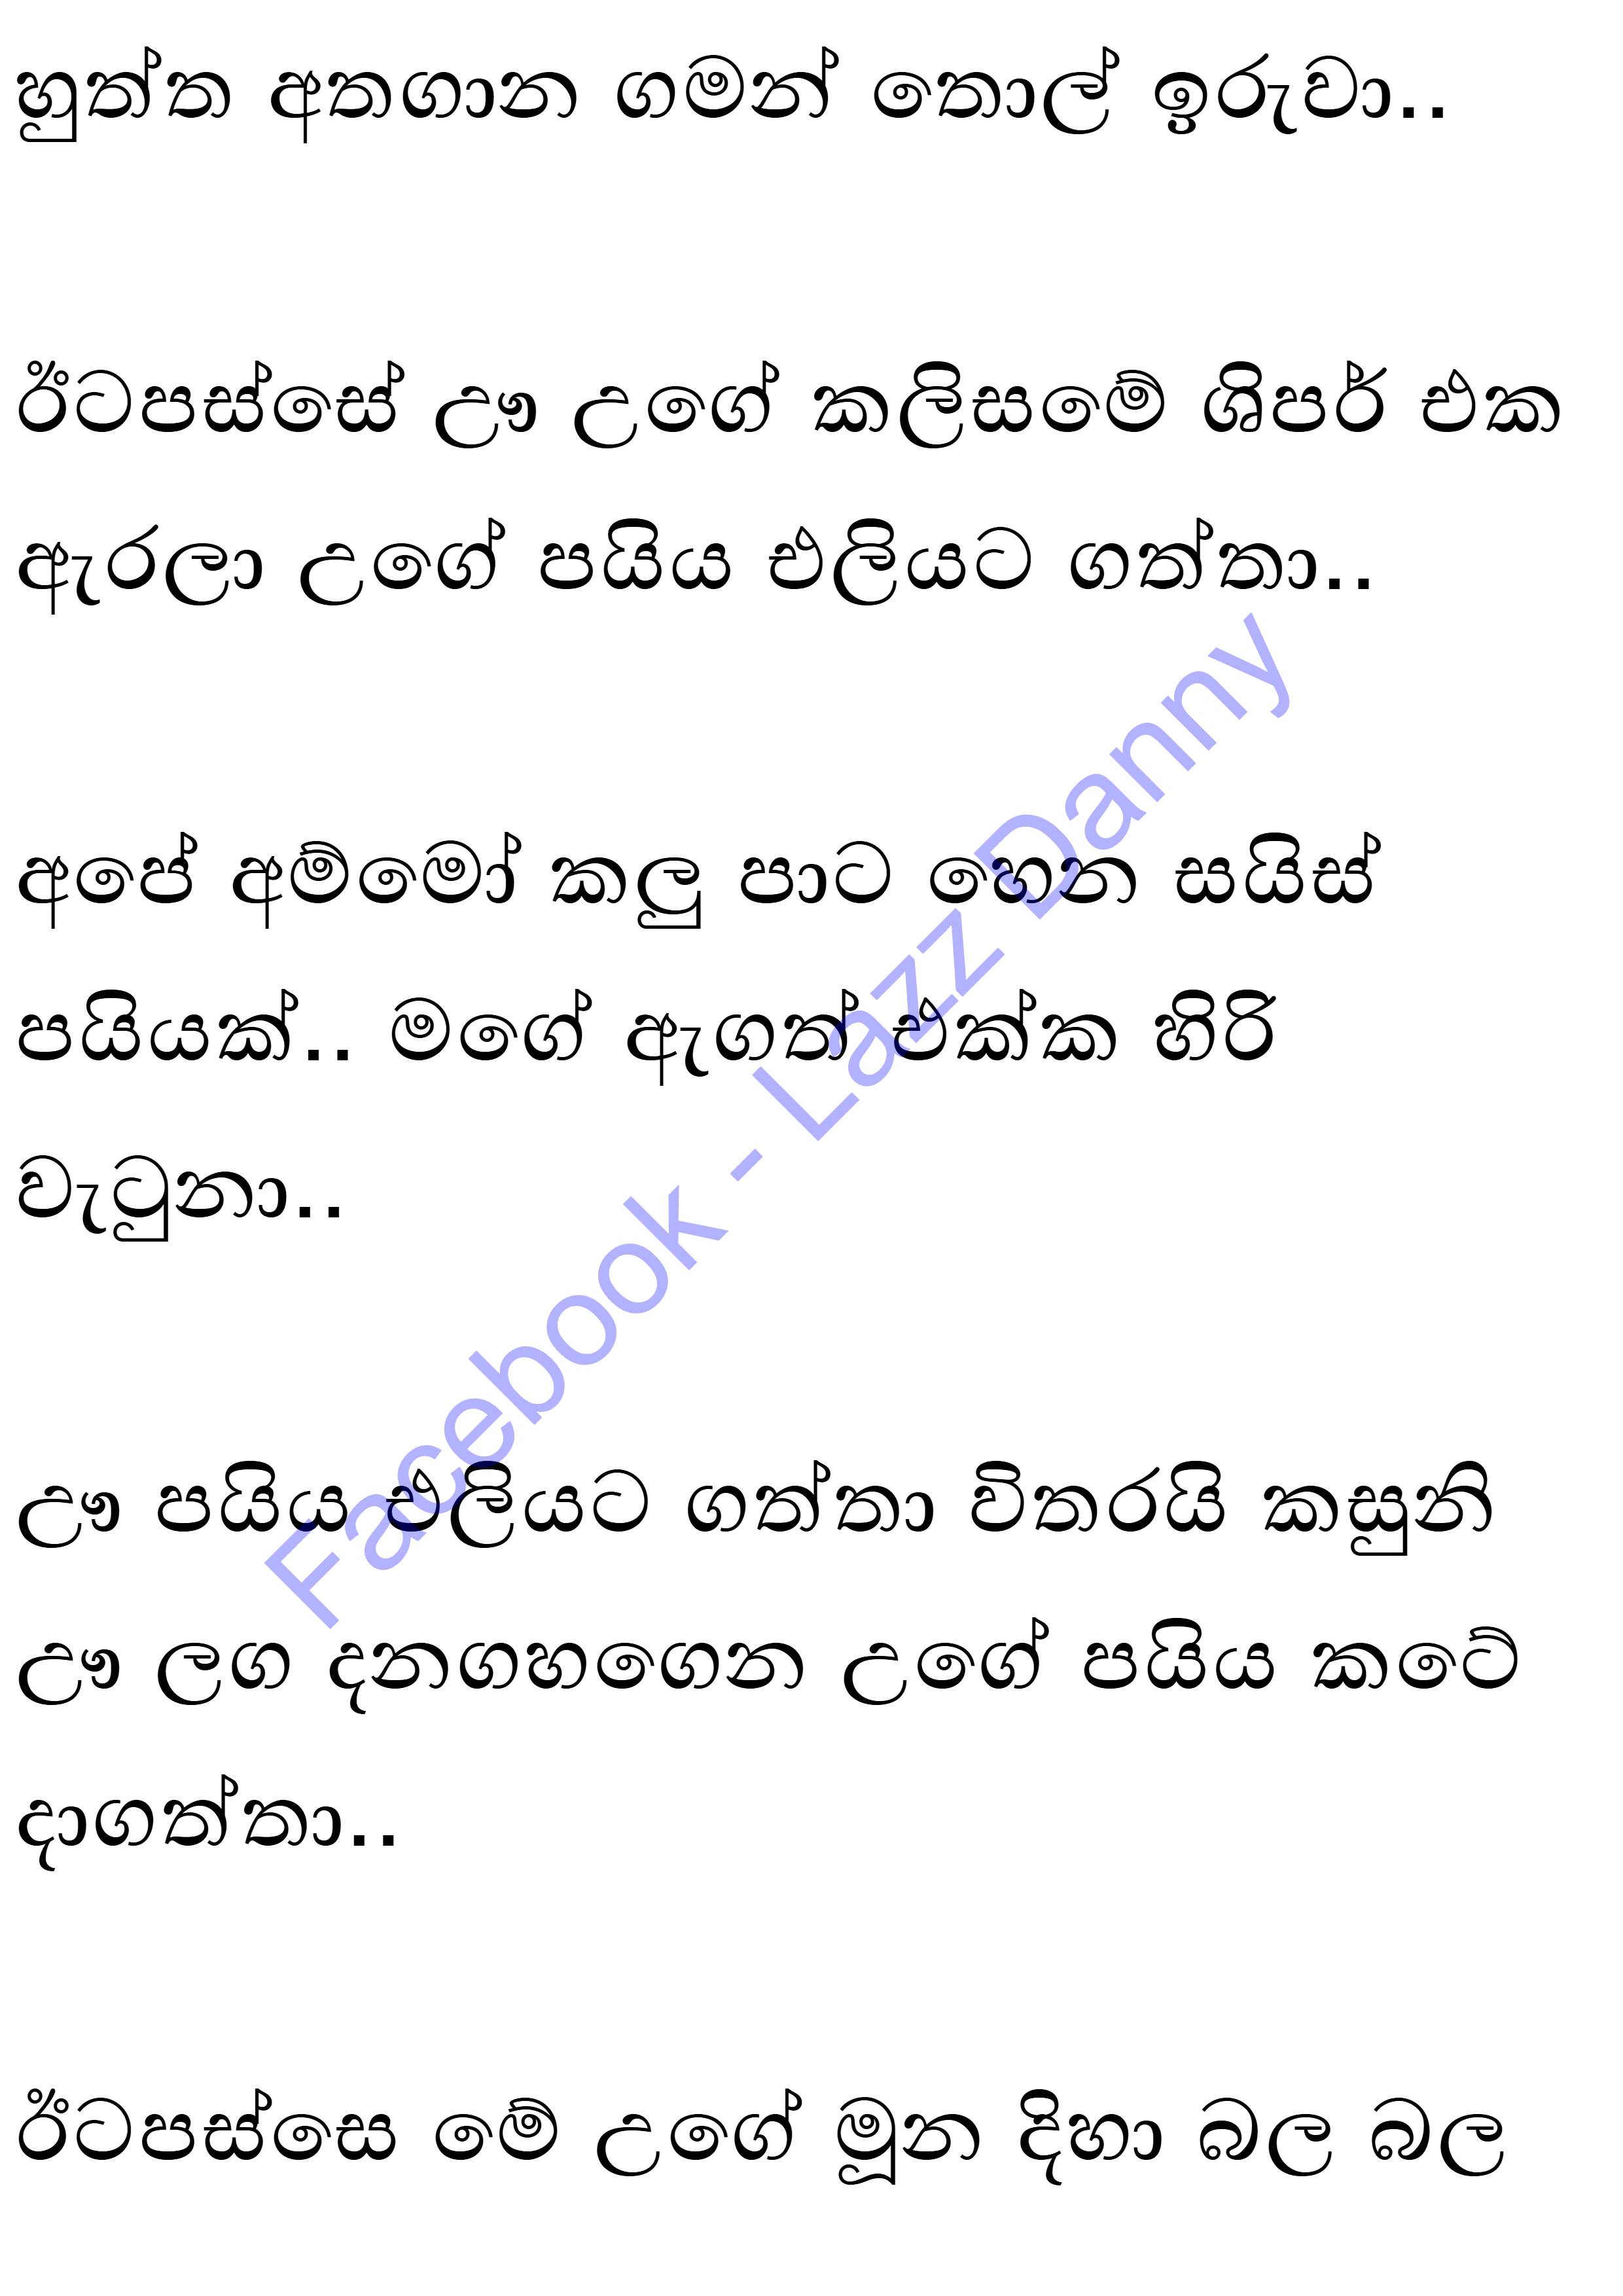 හුත්ත අතගාන ගමන් තොල් ඉරුවා..
ඊටපස්සේ ඌ උගේ කලිසමේ ශිපර් එක
ඇරලා උගේ පයිය එලියට ගත්තා..
අපේ අම්මෝ කලු පාට හෙන සයිස්
පයියක්.. මගේ ඇගත් එක්ක හිරි
වැටුනා..
ඌ පයිය එලියට ගත්තා විතරයි කසුනි
ඌ ලග දනගහගෙන උගේ පයිය කටේ
දාගත්තා..
ඊටපස්සෙ මේ උගේ මූන දිහා බල බල
Facebook - Lazz Danny